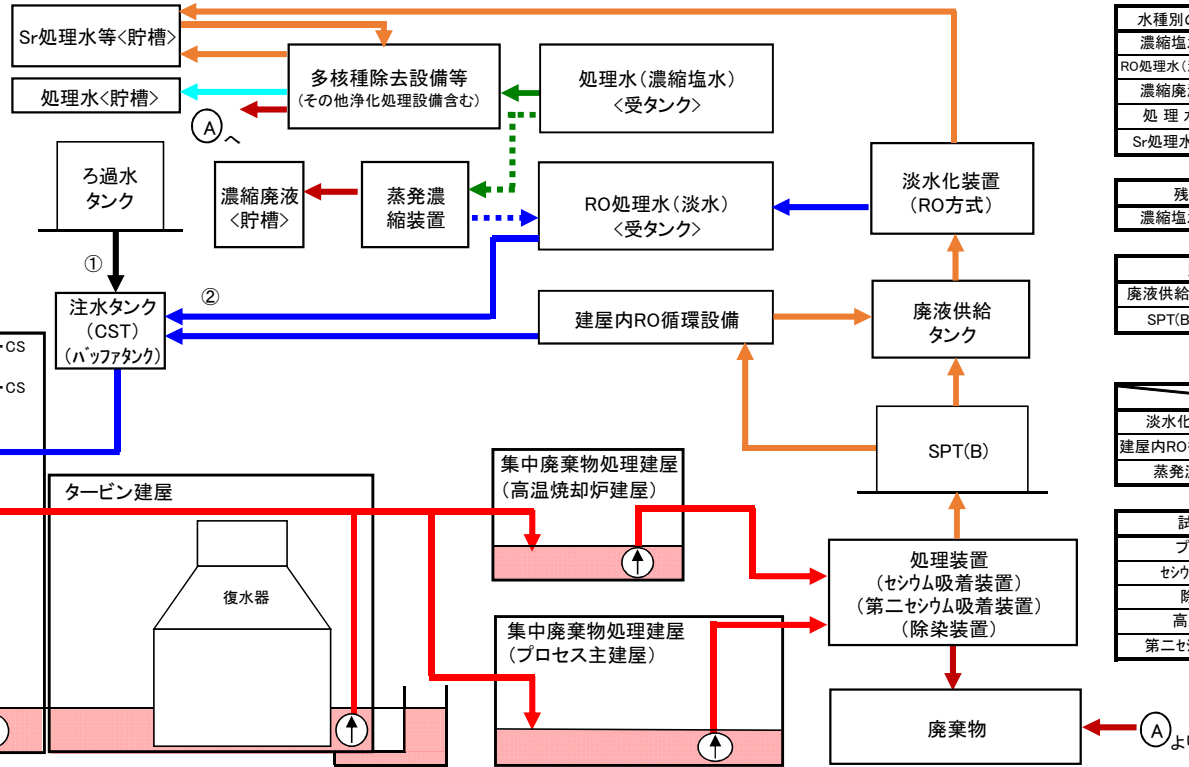 Sr処理水等<貯槽>
処理水<貯槽>
多核種除去設備等
(その他浄化処理設備含む)
処理水(濃縮塩水)
<受タンク>
A へ
ろ過水
タンク
濃縮廃液
<貯槽>
蒸発濃
縮装置
RO処理水(淡水)
<受タンク>
淡水化装置
(RO方式)
①
②
注水タンク
(CST)
(バッファタンク)
建屋内RO循環設備
廃液供給
タンク
・CS
・CS
SPT(B)
タービン建屋
復水器
集中廃棄物処理建屋
(高温焼却炉建屋)
集中廃棄物処理建屋
(プロセス主建屋)
処理装置
(セシウム吸着装置)
(第二セシウム吸着装置)
(除染装置)
廃棄物
A より
水種別
濃縮塩
RO処理水(
濃縮廃
処理水
Sr処理水
残
濃縮塩
廃液供給
SPT(B
淡水化
建屋内RO
蒸発
試
プ
セシウ
除
高
第二セ